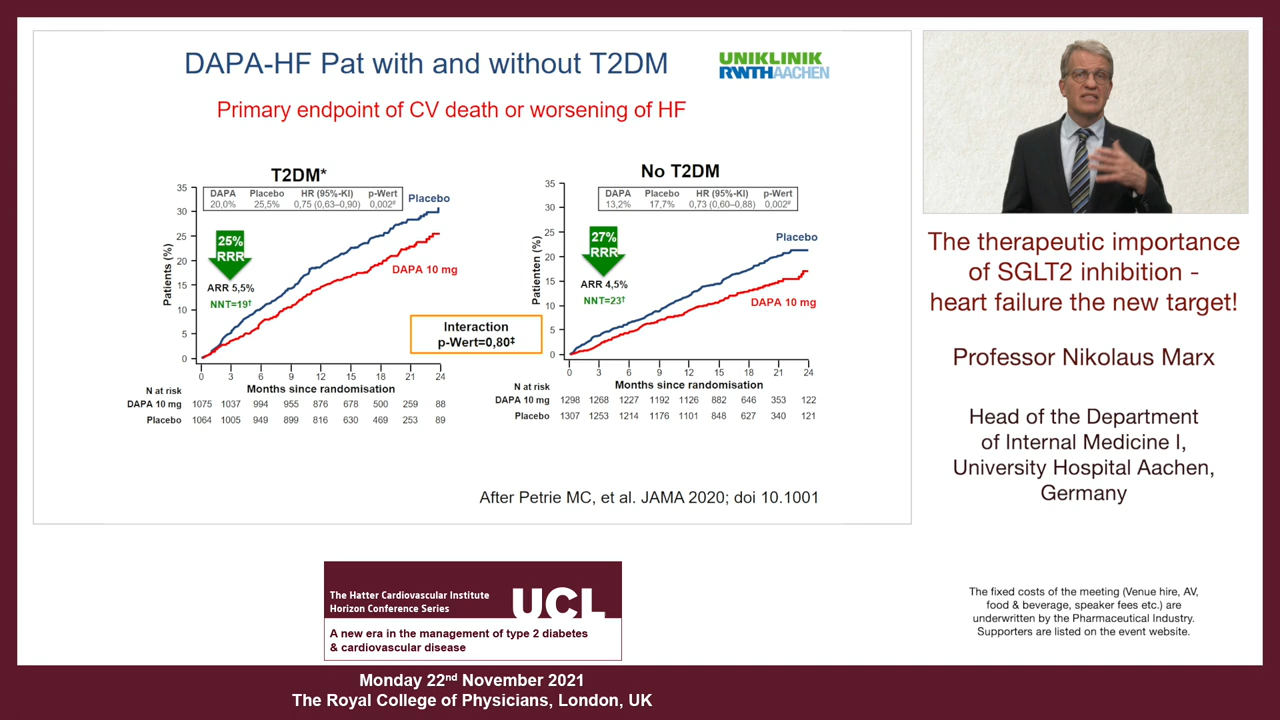 DAPA-HF Pat with and without T2DM
UNIKLINIK
RWTHAACHEN
Primary endpoint of CV death or worsening of HF
T2DM*
DAPA Placebo HR (95%-KI) p-Wert
20,0% 25,5% 0,75 (0,63–0,90) 0,002#
Placebo
35
30
25
20
15
10
5
0
Patients (%)
25%
RRR
ARR 5,5%
NNT=19†
DAPA 10 mg
0 3 6 9 12 15 18 21 24
N at risk
Months since randomisation
DAPA 10 mg 1075 1037 994 955 876 678 500 259 88
Placebo 1064 1005 949 899 816 630 469 253 89
Interaction
p-Wert=0,80‡
No T2DM
DAPA Placebo HR (95%-KI) p-Wert
13,2% 17,7% 0,73 (0,60–0,88) 0,002#
35
30
25
20
15
10
5
0
Patienten (%)
27%
RRR
ARR 4,5%
NNT=23†
Placebo
DAPA 10 mg
0 3 6 9 12 15 18 21 24
N at risk
Months since randomisation
DAPA 10 mg 1298 1268 1227 1192 1126 882 646 353 122
Placebo 1307 1253 1214 1176 1101 848 627 340 121
After Petrie MC, et al. JAMA 2020; doi 10.1001
The therapeutic importance
of SGLT2 inhibition -
heart failure the new target!
Professor Nikolaus Marx
Head of the Department
of Internal Medicine I,
University Hospital Aachen,
Germany
The fixed costs of the meeting (Venue hire, AV,
food & beverage, speaker fees etc.) are
underwritten by the Pharmaceutical Industry.
Supporters are listed on the event website.
The Hatter Cardiovascular Institute
Horizon Conference Series
UCL
A new era in the management of type 2 diabetes
& cardiovascular disease
Monday 22nd November 2021
The Royal College of Physicians, London, UK